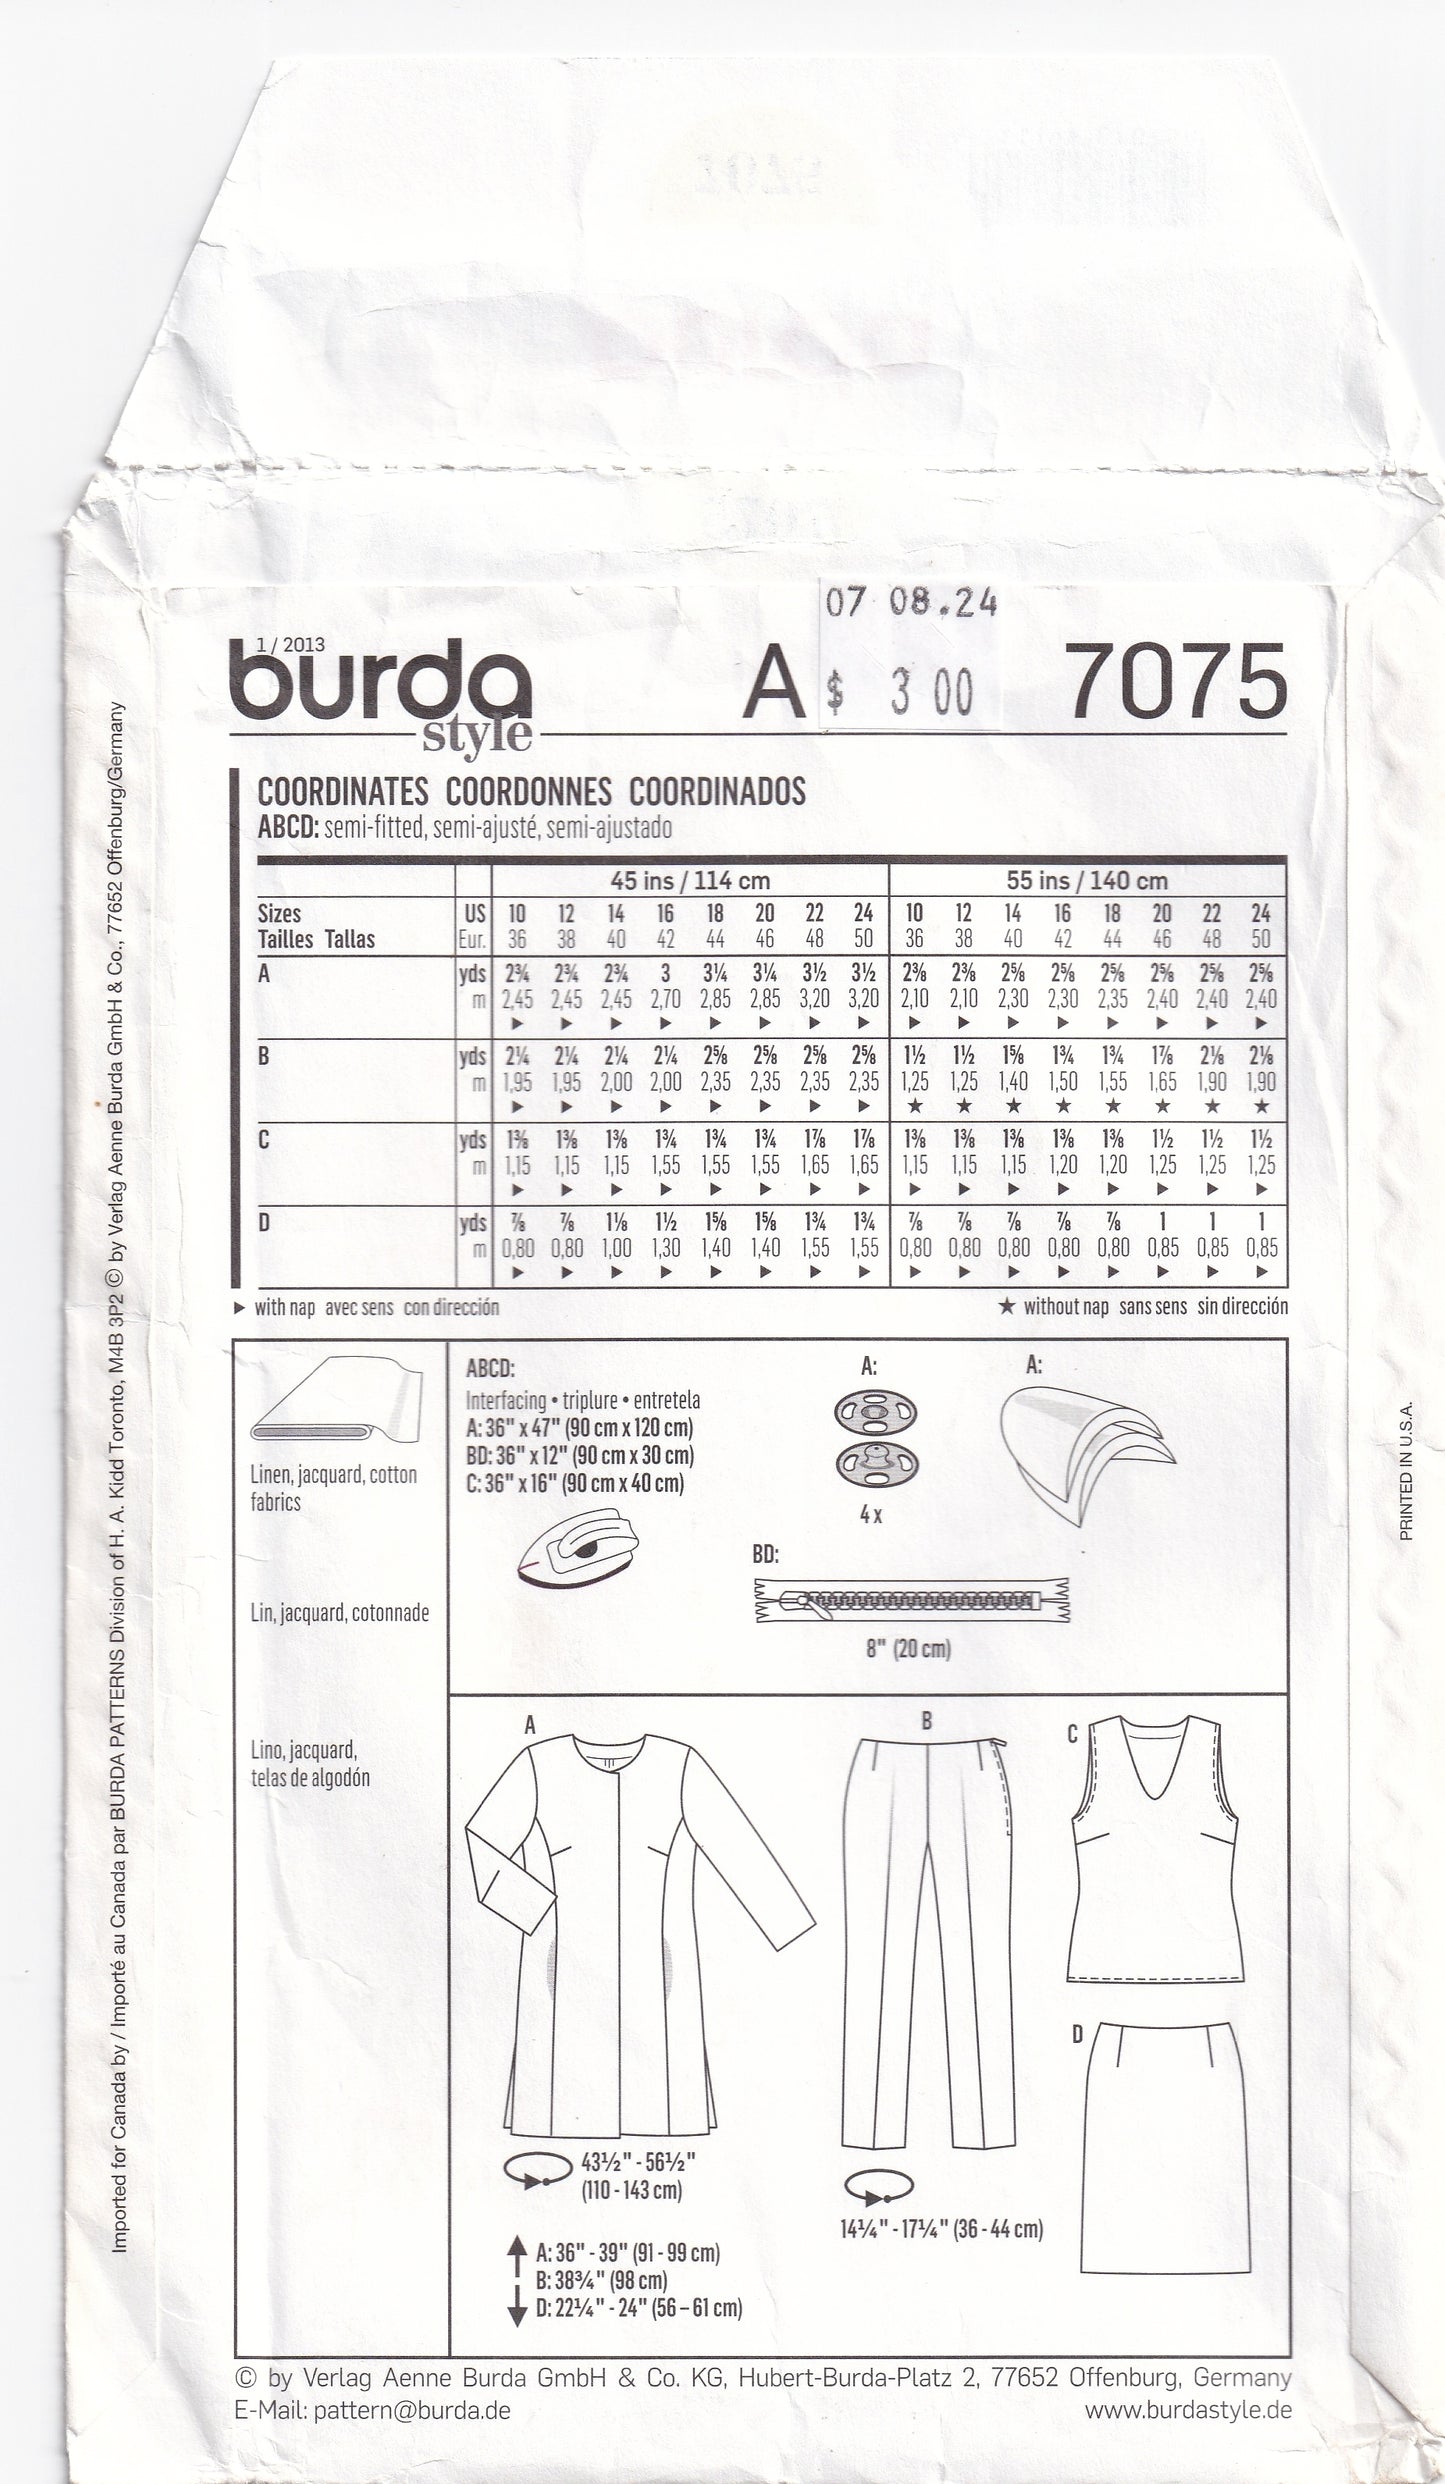 07 08.24
1 / 2013
burda style A $ 3 00 7075
COORDINATES COORDONNES COORDINADOS
ABCD: semi-fitted, semi-ajusté, semi-ajustado
45 ins / 114 cm 55 ins / 140 cm
Sizes US 10 12 14 16 18 20 22 24 10 12 14 16 18 20 22 24
Tailles Tallas Eur. 36 38 40 42 44 46 48 50 36 38 40 42 44 46 48 50
A yds 2¾ 2¾ 2¾ 3 3¼ 3¼ 3½ 3½ 2⅜ 2⅜ 2⅝ 2⅝ 2⅝ 2⅝ 2⅝ 2⅝
m 2,45 2,45 2,45 2,70 2,85 2,85 3,20 3,20 2,10 2,10 2,30 2,30 2,35 2,40 2,40 2,40
► ► ► ► ► ► ► ► ► ► ► ► ► ► ► ►
B yds 2¼ 2¼ 2¼ 2¼ 2⅝ 2⅝ 2⅝ 2⅝ 1½ 1½ 1⅝ 1¾ 1¾ 1⅞ 2⅛ 2⅛
m 1,95 1,95 2,00 2,00 2,35 2,35 2,35 2,35 1,25 1,25 1,40 1,50 1,55 1,65 1,90 1,90
► ► ► ► ► ► ► ► ★ ★ ★ ★ ★ ★ ★ ★
C yds 1⅜ 1⅜ 1⅜ 1¾ 1¾ 1¾ 1⅞ 1⅞ 1⅜ 1⅜ 1⅜ 1⅜ 1⅜ 1½ 1½ 1½
m 1,15 1,15 1,15 1,55 1,55 1,55 1,65 1,65 1,15 1,15 1,15 1,20 1,20 1,25 1,25 1,25
► ► ► ► ► ► ► ► ► ► ► ► ► ► ► ►
D yds ⅞ ⅞ 1⅛ 1½ 1⅝ 1⅝ 1¾ 1¾ ⅞ ⅞ ⅞ ⅞ ⅞ 1 1 1
m 0,80 0,80 1,00 1,30 1,40 1,40 1,55 1,55 0,80 0,80 0,80 0,80 0,80 0,85 0,85 0,85
► ► ► ► ► ► ► ► ► ► ► ► ► ► ► ►
► with nap avec sens con dirección ★ without nap sans sens sin dirección
Linen, jacquard, cotton
fabrics
Lin, jacquard, cotonnade
Lino, jacquard,
telas de algodón
ABCD:
Interfacing • triplure • entretela
A: 36" x 47" (90 cm x 120 cm)
BD: 36" x 12" (90 cm x 30 cm)
C: 36" x 16" (90 cm x 40 cm)
A:
4 x
A:
BD:
8" (20 cm)
A
B
C
D
43½" - 56½"
(110 - 143 cm)
14¼" - 17¼" (36 - 44 cm)
A: 36" - 39" (91 - 99 cm)
B: 38¾" (98 cm)
D: 22¼" - 24" (56 – 61 cm)
© by Verlag Aenne Burda GmbH & Co. KG, Hubert-Burda-Platz 2, 77652 Offenburg, Germany
E-Mail: pattern@burda.de www.burdastyle.de
Imported for Canada by / Importé au Canada par BURDA PATTERNS Division of H. A. Kidd Toronto, M4B 3P2 © by Verlag Aenne Burda GmbH & Co., 77652 Offenburg/Germany
PRINTED IN U.S.A.